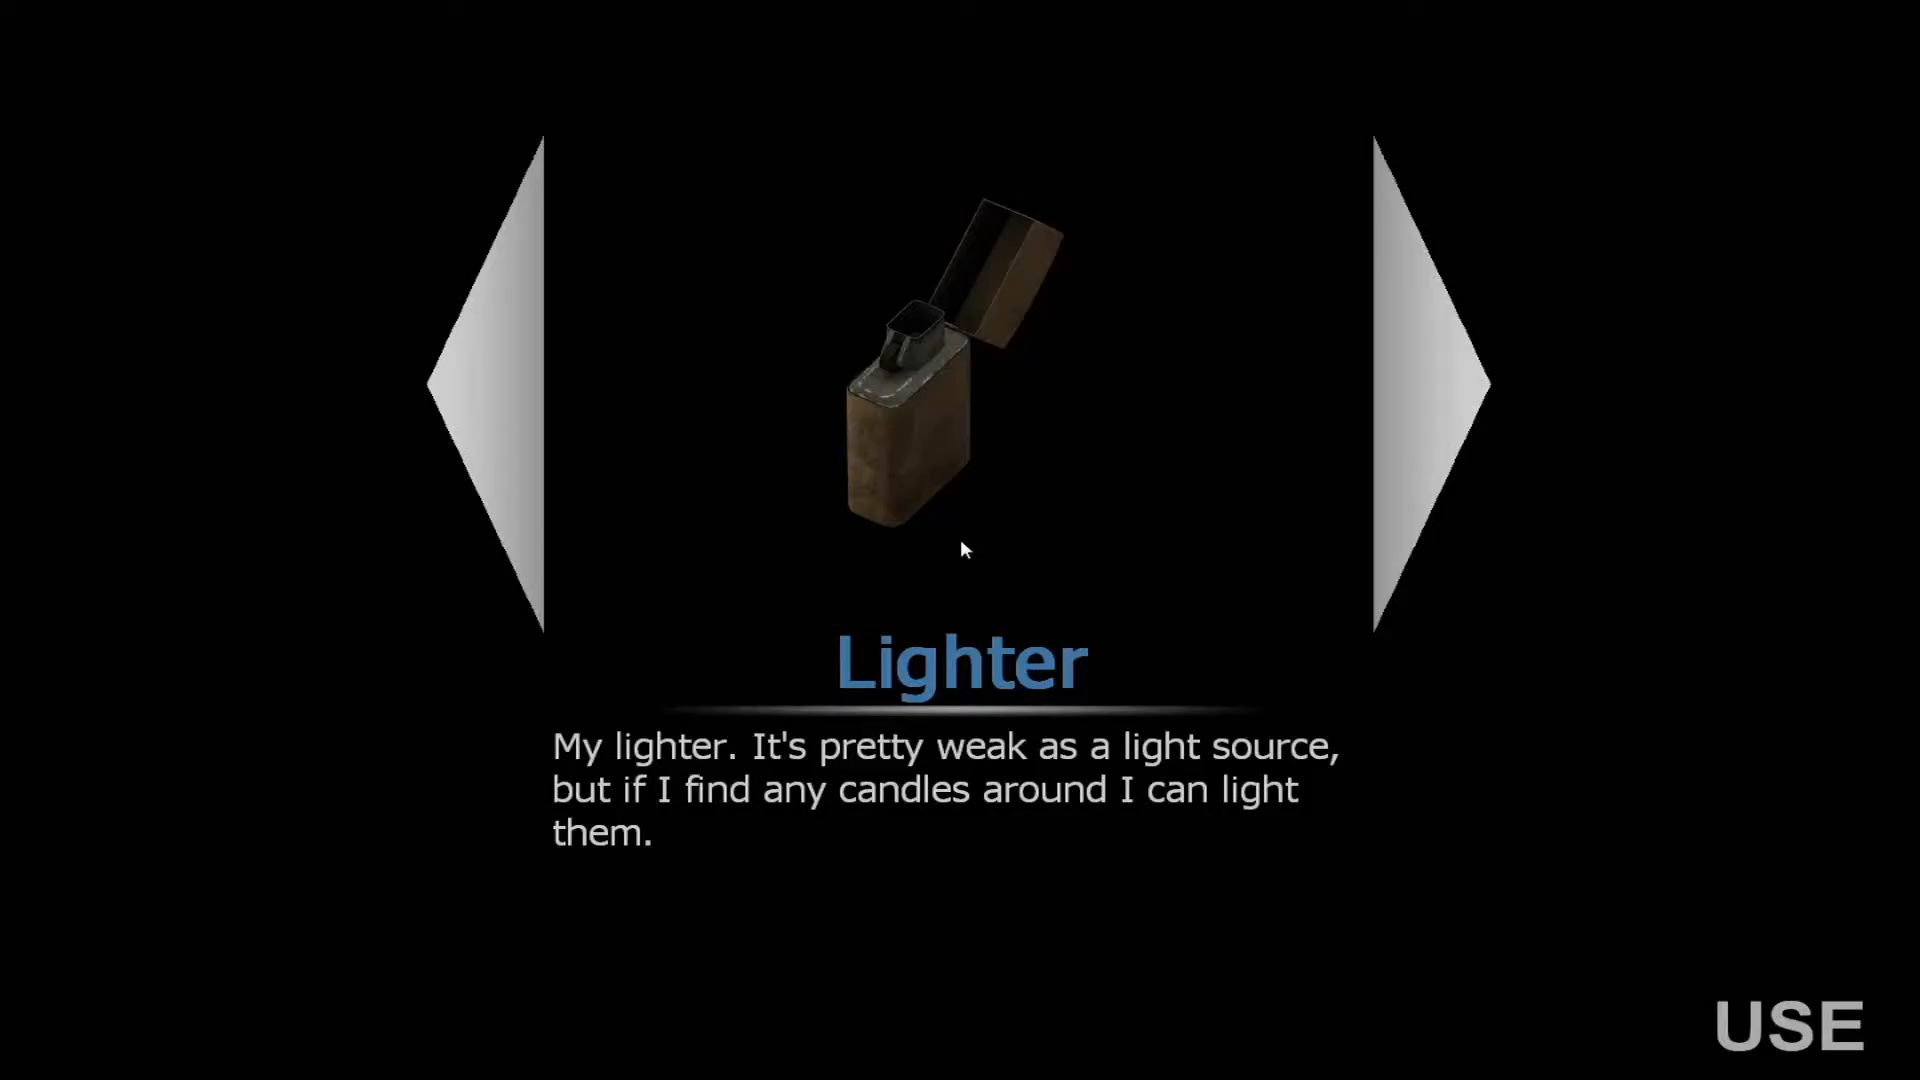 Lighter
My lighter. It's pretty weak as a light source,
but if I find any candles around I can light
them.
USE